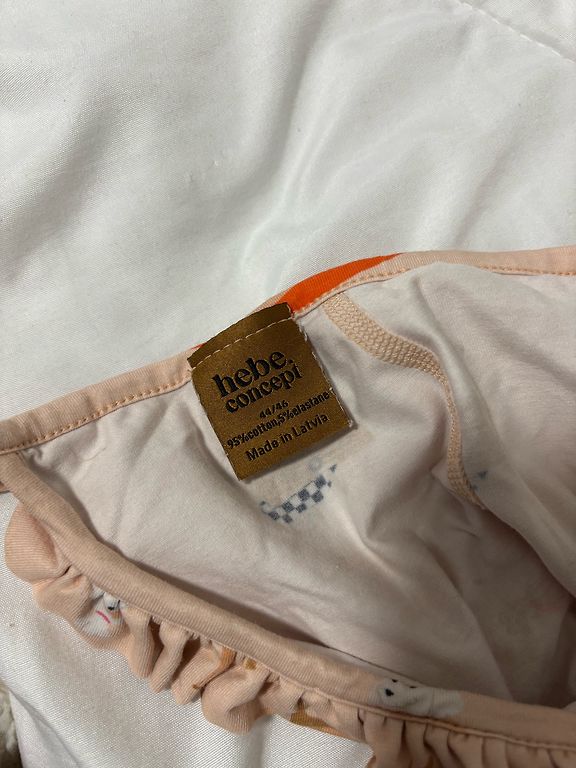 hebe.
concept
44/46
95%cotton,5%elastane
Made in Latvia